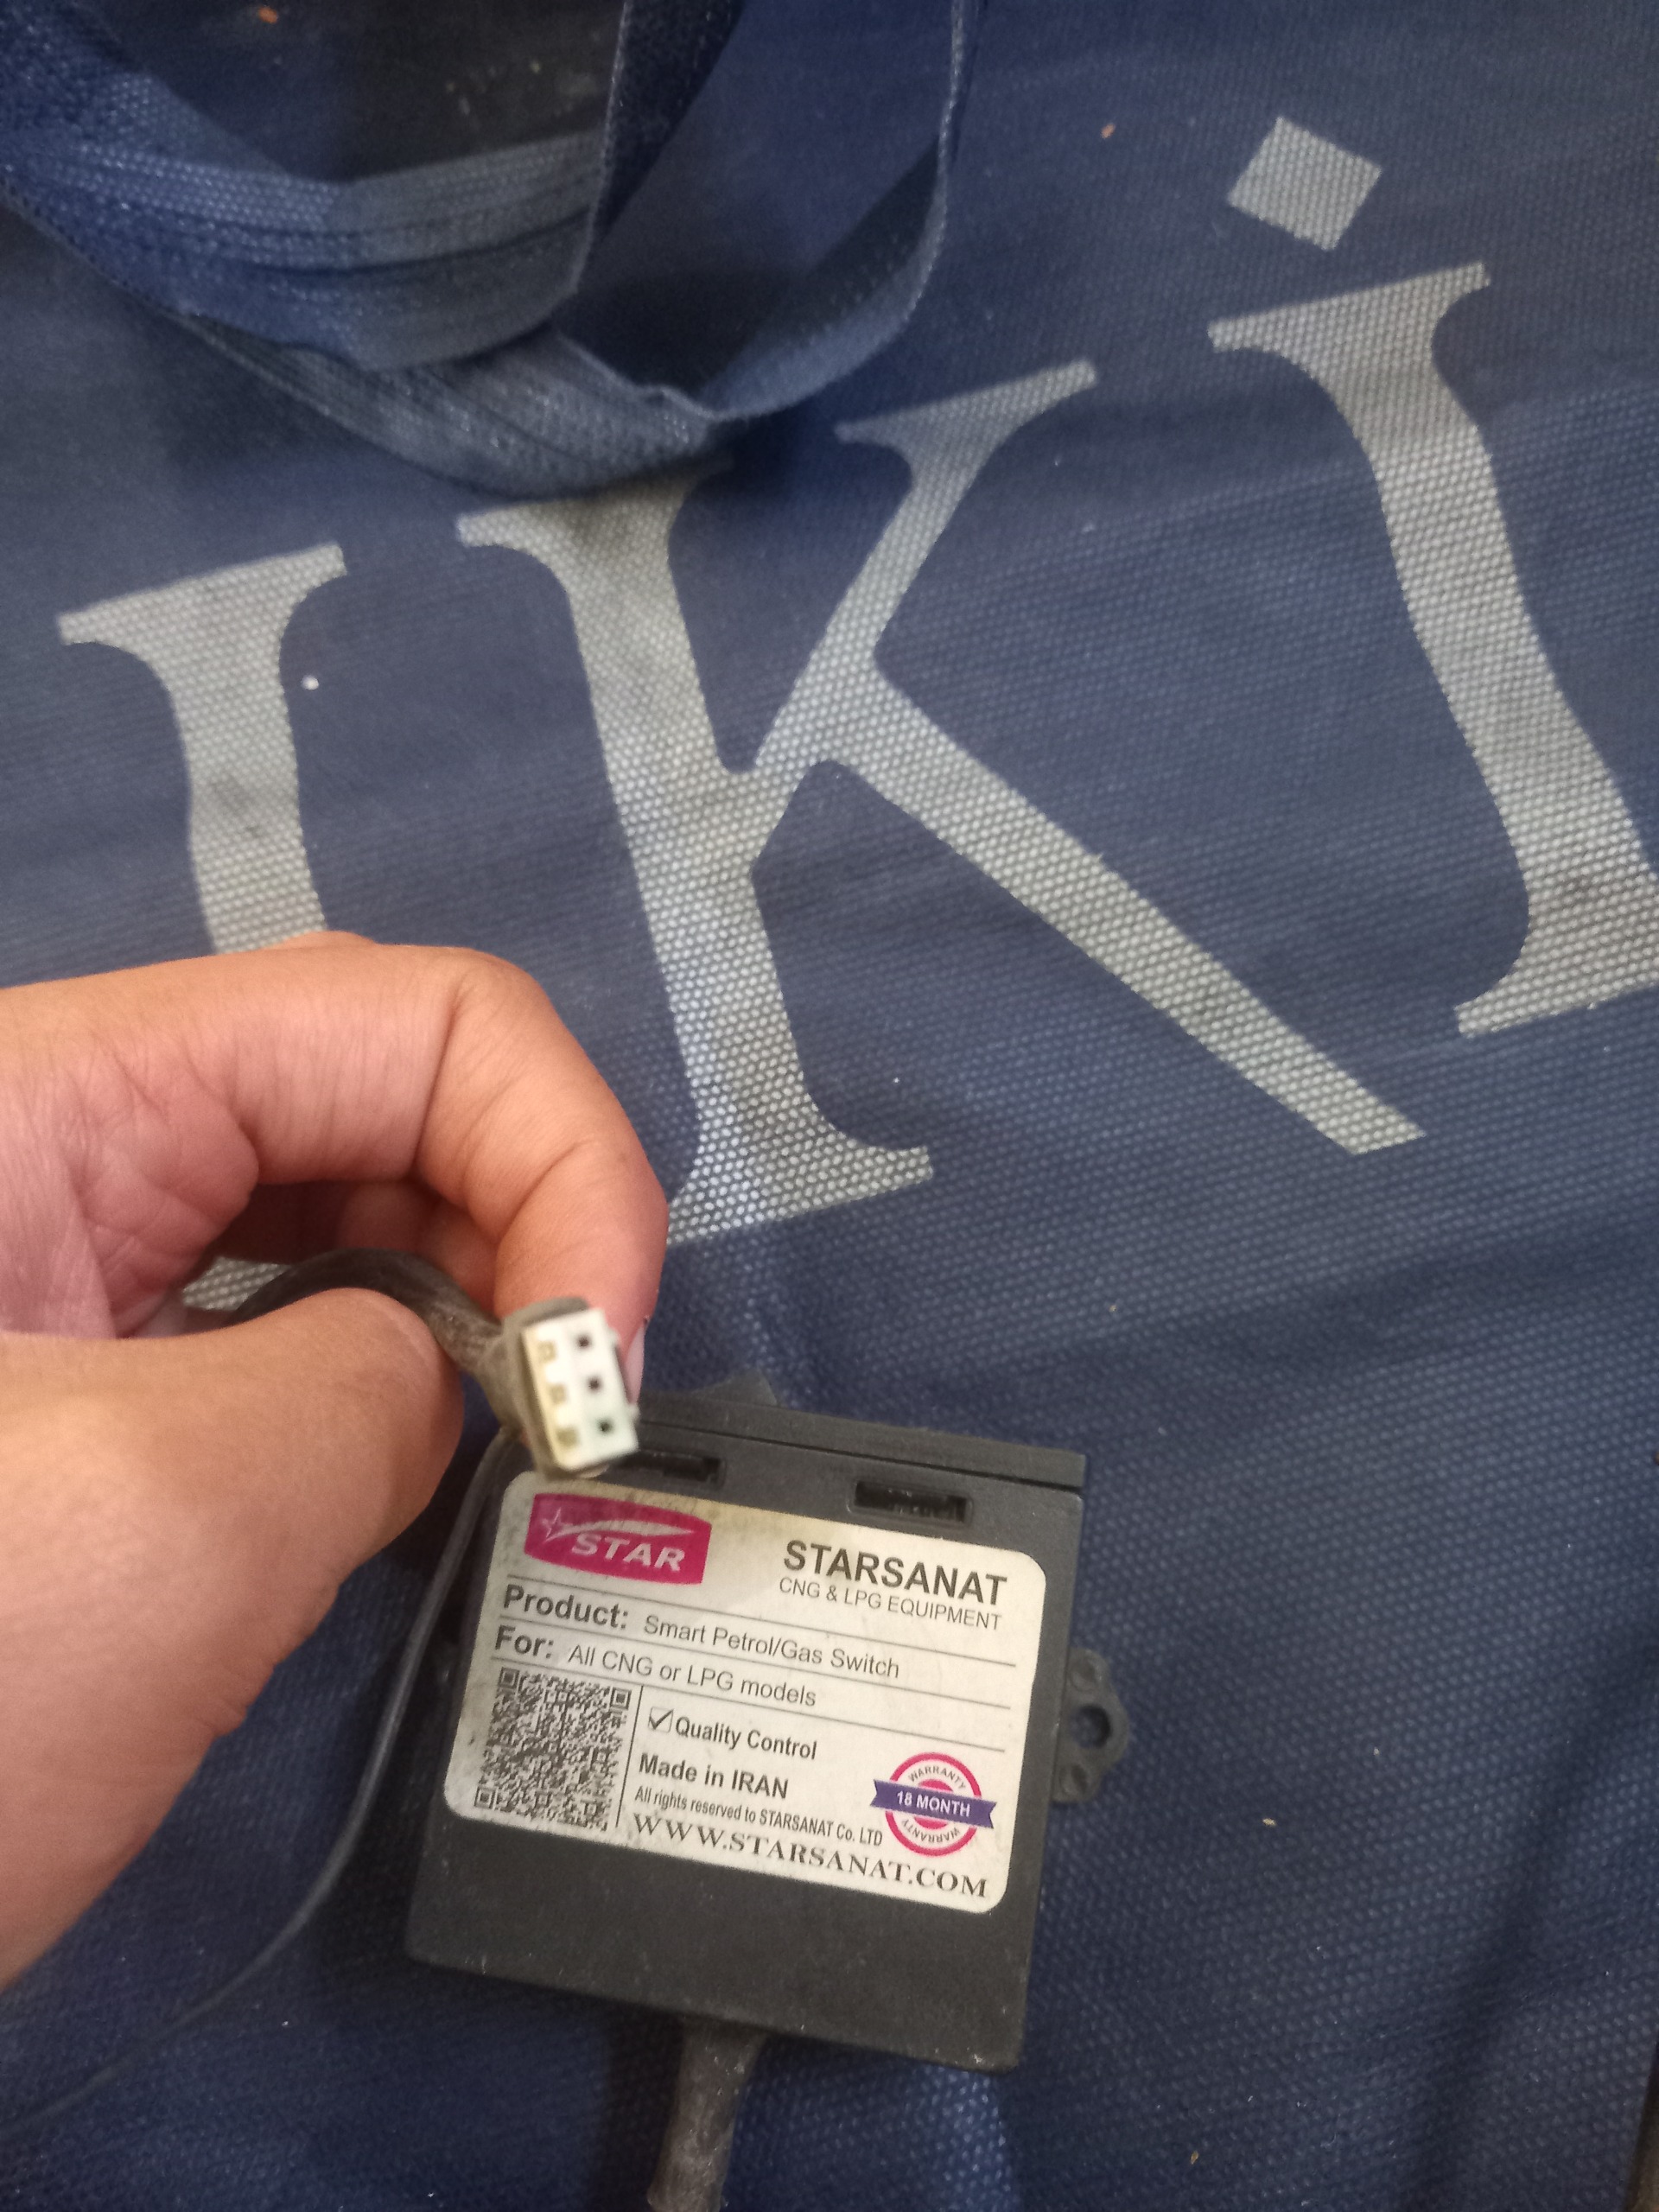 iKi
STAR
STARSANAT
CNG & LPG EQUIPMENT
Product: Smart Petrol/Gas Switch
For: All CNG or LPG models
Quality Control
Made in IRAN
All rights reserved to STARSANAT Co. LTD
WWW.STARSANAT.COM
WARRANTY
18 MONTH
WARRANTY